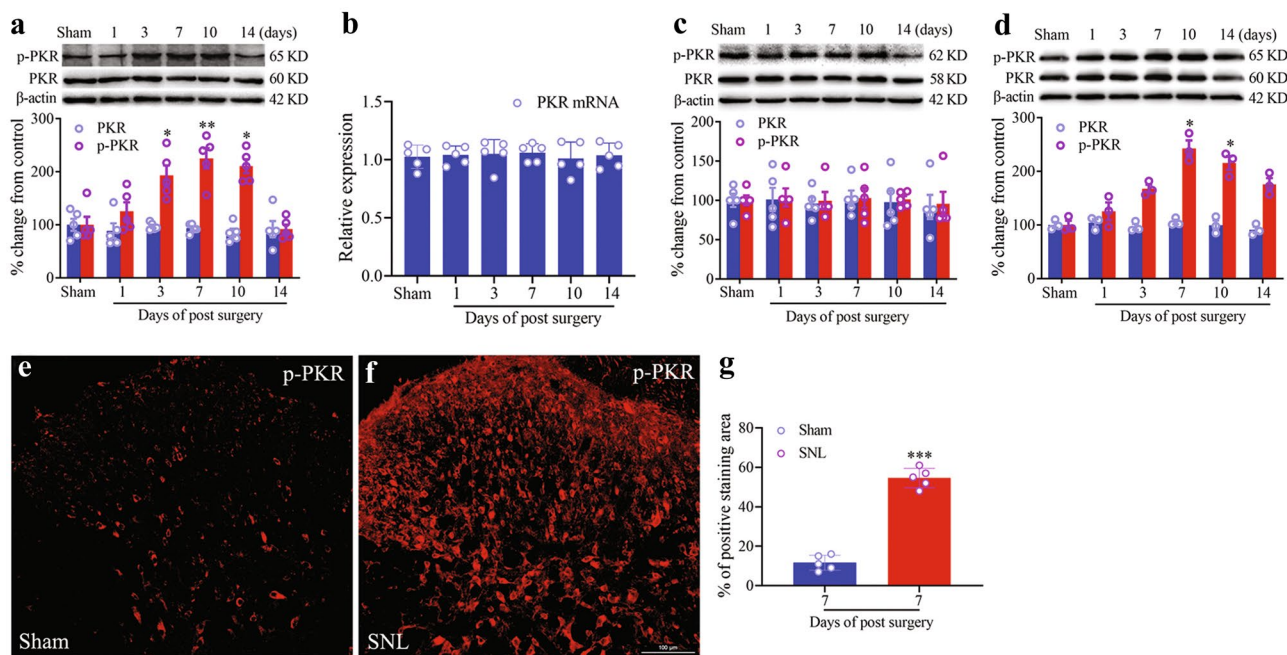 a
Sham 1 3 7 10 14 (days)
p-PKR 65 KD
PKR 60 KD
β-actin 42 KD
% change from control
300
200
100
0
PKR
p-PKR
* ** *
Sham 1 3 7 10 14
Days of post surgery
b
Relative expression
1.5
1.0
0.5
0.0
PKR mRNA
Sham 1 3 7 10 14
Days of post surgery
c
Sham 1 3 7 10 14 (days)
p-PKR 62 KD
PKR 58 KD
β-actin 42 KD
% change from control
200
150
100
50
0
PKR
p-PKR
Sham 1 3 7 10 14
Days of post surgery
d
Sham 1 3 7 10 14 (days)
p-PKR 65 KD
PKR 60 KD
β-actin 42 KD
% change from control
300
200
100
0
PKR
p-PKR
* *
Sham 1 3 7 10 14
Days of post surgery
e
p-PKR
Sham
f
p-PKR
SNL
100 μm
g
% of positive staining area
80
60
40
20
0
Sham
SNL
***
7 7
Days of post surgery